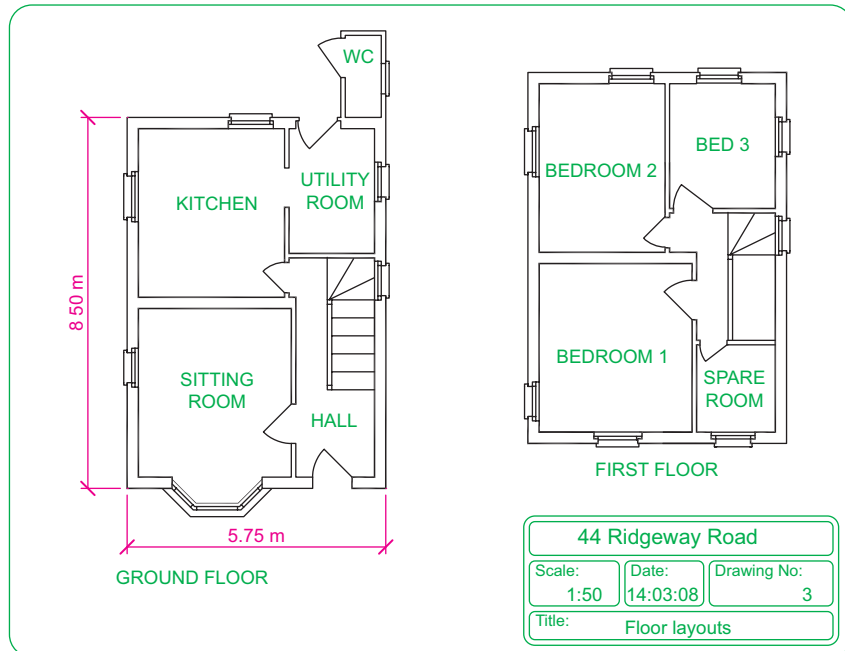 WC
KITCHEN
UTILITY
ROOM
SITTING
ROOM
HALL
8 50 m
5.75 m
GROUND FLOOR
BEDROOM 2
BED 3
BEDROOM 1
SPARE
ROOM
FIRST FLOOR
44 Ridgeway Road
Scale:
1:50
Date:
14:03:08
Drawing No:
3
Title:
Floor layouts